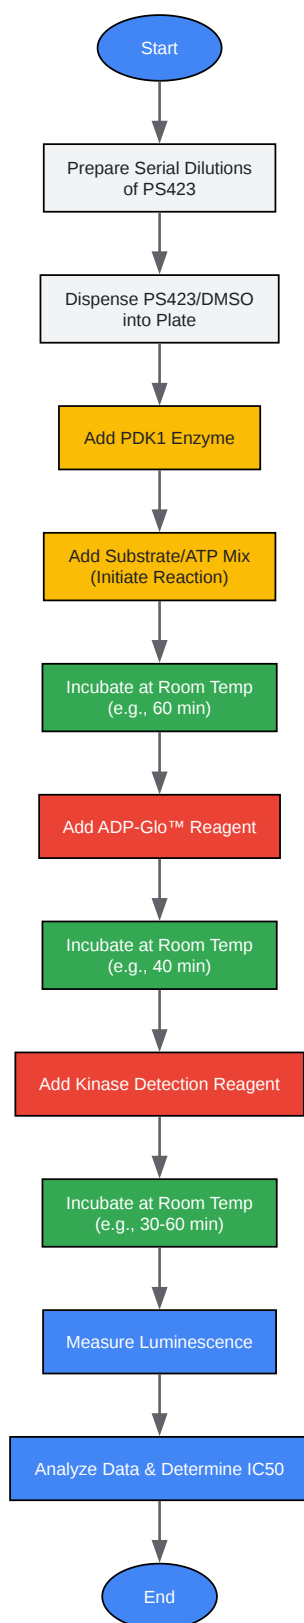 Start
Prepare Serial Dilutions
of PS423
Dispense PS423/DMSO
into Plate
Add PDK1 Enzyme
Add Substrate/ATP Mix
(Initiate Reaction)
Incubate at Room Temp
(e.g., 60 min)
Add ADP-Glo™ Reagent
Incubate at Room Temp
(e.g., 40 min)
Add Kinase Detection Reagent
Incubate at Room Temp
(e.g., 30-60 min)
Measure Luminescence
Analyze Data & Determine IC50
End